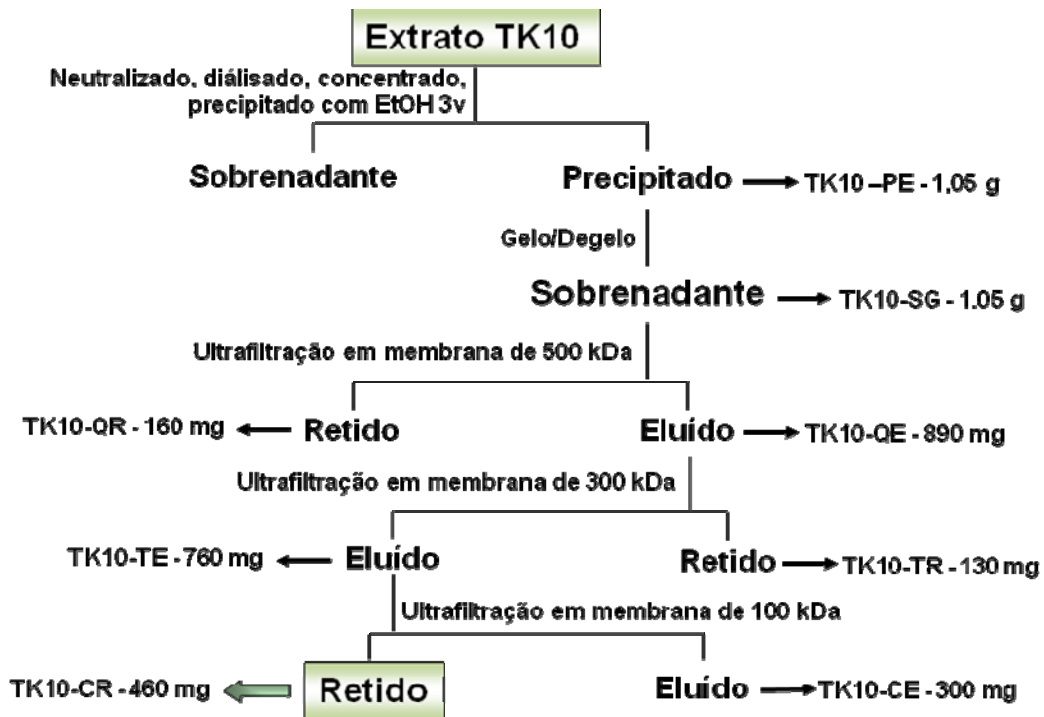 Extrato TK10
Neutralizado, diálisado, concentrado,
precipitado com EtOH 3v
Sobrenadante
Precipitado
TK10 –PE - 1,05 g
Gelo/Degelo
Sobrenadante
TK10-SG - 1.05 g
Ultrafiltração em membrana de 500 kDa
TK10-QR - 160 mg
Retido
Eluído
TK10-QE - 890 mg
Ultrafiltração em membrana de 300 kDa
TK10-TE - 760 mg
Eluído
Retido
TK10-TR - 130 mg
Ultrafiltração em membrana de 100 kDa
TK10-CR - 460 mg
Retido
Eluído
TK10-CE - 300 mg